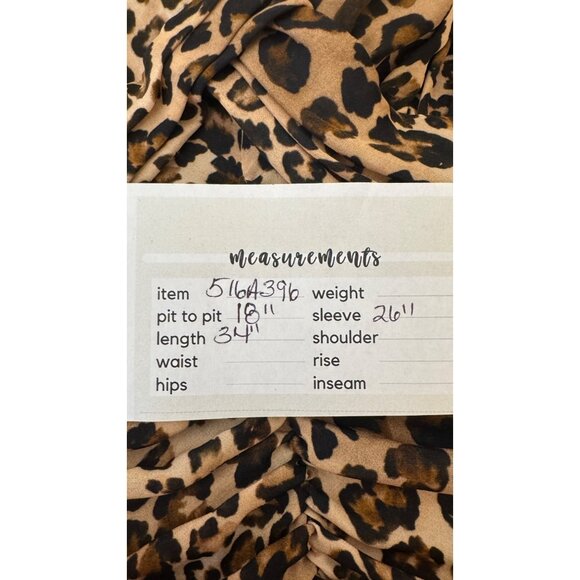 measurements
item 516A396 weight
pit to pit 18" sleeve 26"
length 34" shoulder
waist rise
hips inseam